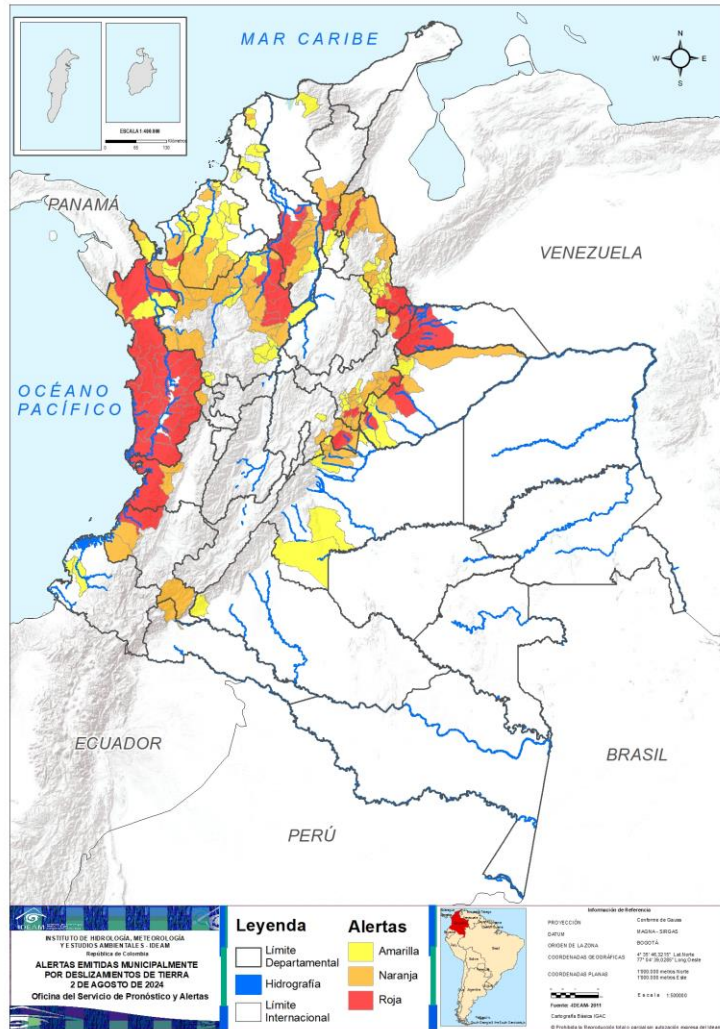 MAR CARIBE
N
W
E
S
ESCALA 1:400.000
Kilómetros
PANAMÁ
VENEZUELA
OCÉANO
PACÍFICO
ECUADOR
BRASIL
PERÚ
IDEAM
INSTITUTO DE HIDROLOGÍA, METEOROLOGÍA
Y ESTUDIOS AMBIENTALES - IDEAM
República de Colombia
ALERTAS EMITIDAS MUNICIPALMENTE
POR DESLIZAMIENTOS DE TIERRA
2 DE AGOSTO DE 2024
Oficina del Servicio de Pronóstico y Alertas
Leyenda
Límite
Departamental
Hidrografía
Límite
Internacional
Alertas
Amarilla
Naranja
Roja
Información de Referencia
PROYECCIÓN Conforme de Gauss
DATUM MAGNA - SIRGAS
ORIGEN DE LA ZONA BOGOTÁ
COORDENADAS GEOGRÁFICAS
COORDENADAS PLANAS
Fuente: IDEAM 2011
Cartografía Básica IGAC